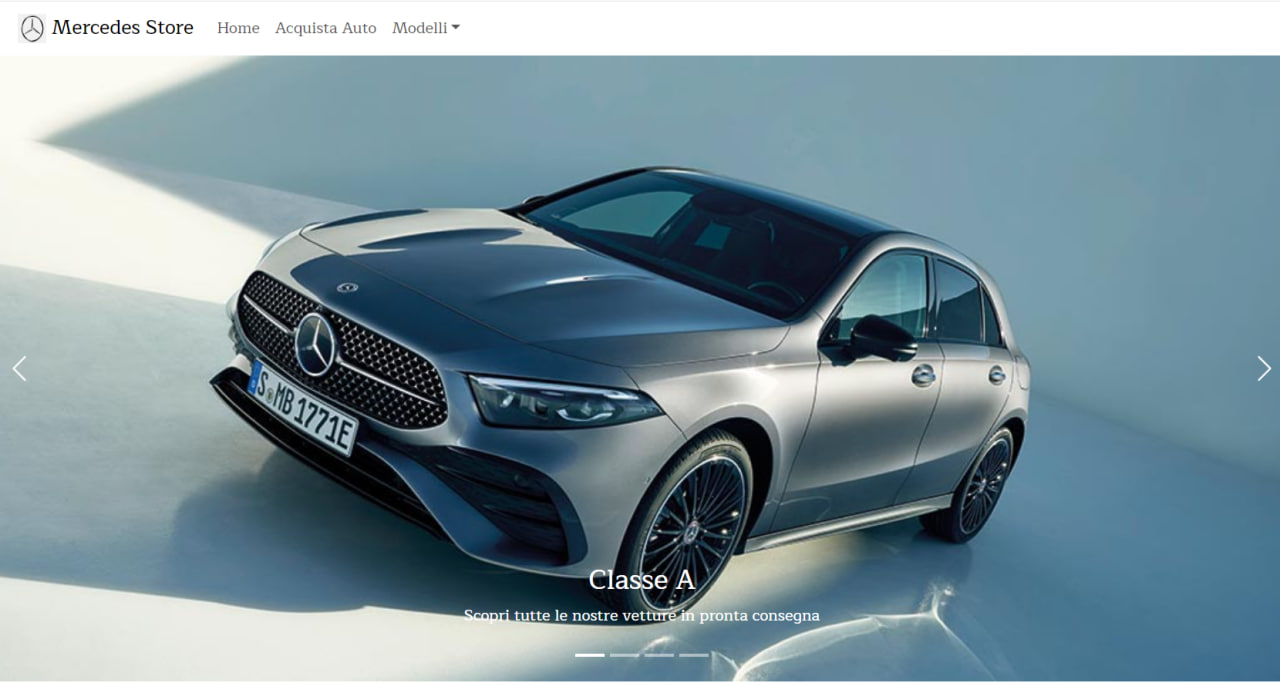 Mercedes Store Home Acquista Auto Modelli
S MB 1771E
Classe A
Scopri tutte le nostre vetture in pronta consegna